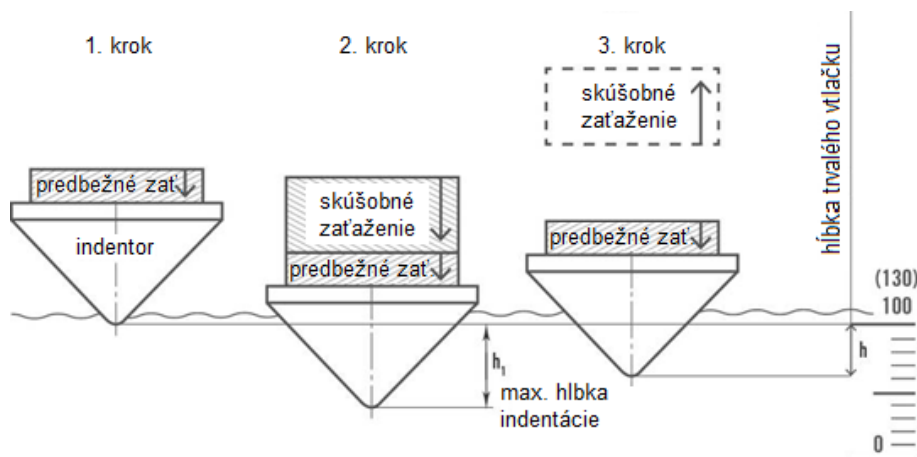 1. krok
2. krok
3. krok
skúšobné
zaťaženie
hĺbka trvalého vtlačku
predbežné zať
skúšobné
zaťaženie
predbežné zať
indentor
predbežné zať
(130)
100
h₁
h
max. hĺbka
indentácie
0